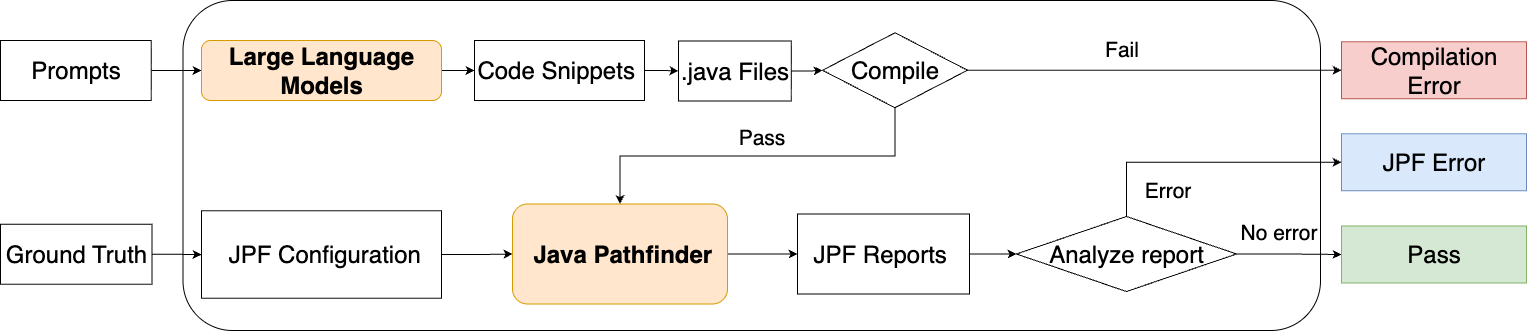 Prompts
Large Language
Models
Code Snippets
.java Files
Compile
Fail
Compilation
Error
Pass
JPF Error
Error
Ground Truth
JPF Configuration
Java Pathfinder
JPF Reports
Analyze report
No error
Pass